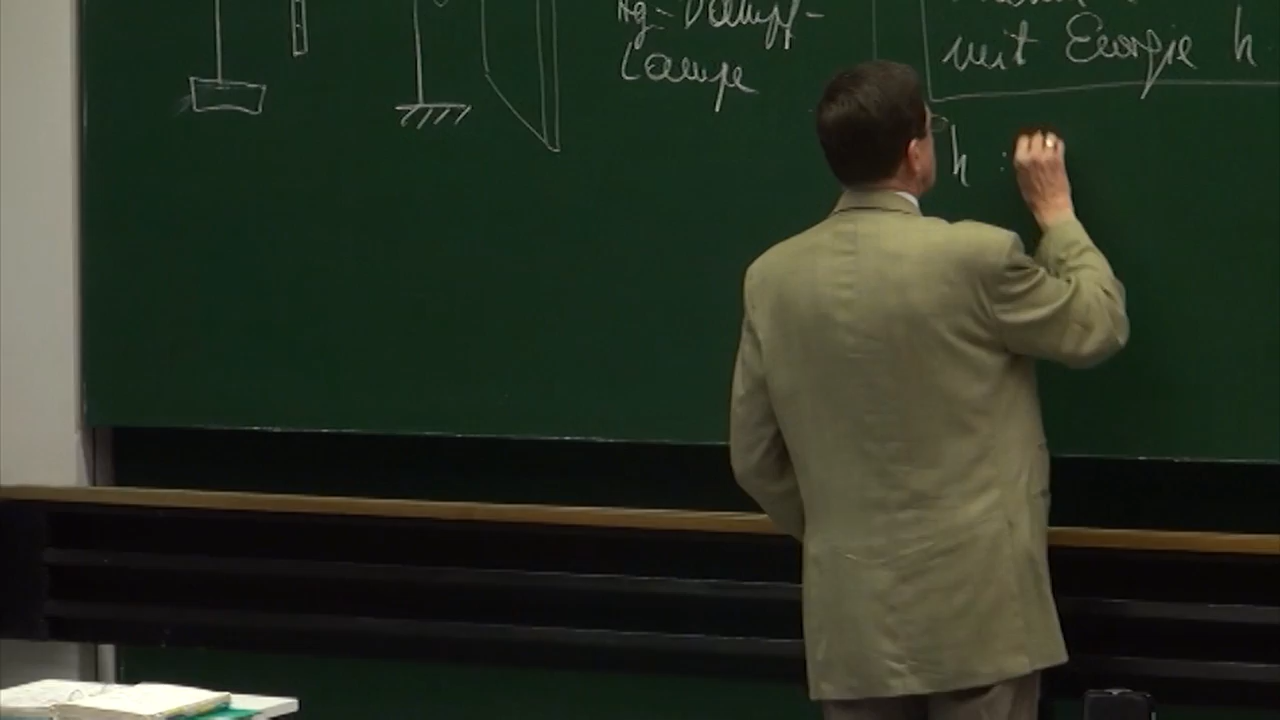 Hg-Dampf-
Lampe
mit Energie h
h :